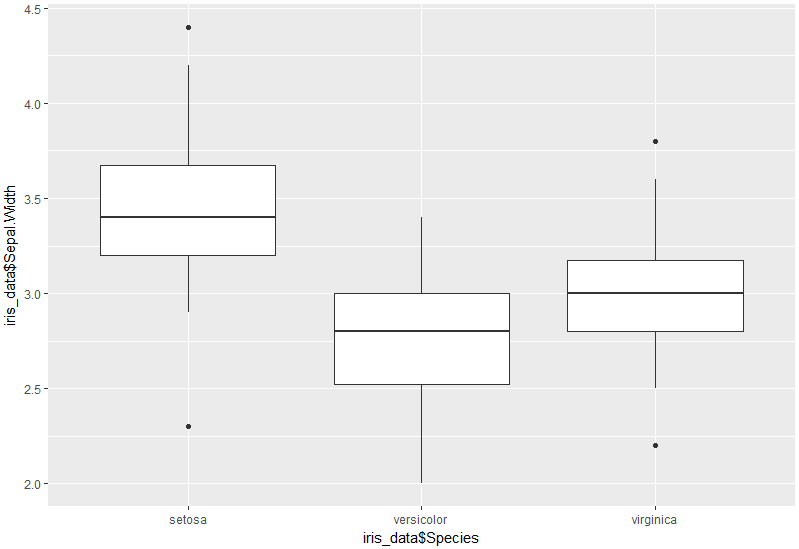 iris_data$Sepal.Width
4.5
4.0
3.5
3.0
2.5
2.0
setosa versicolor virginica
iris_data$Species